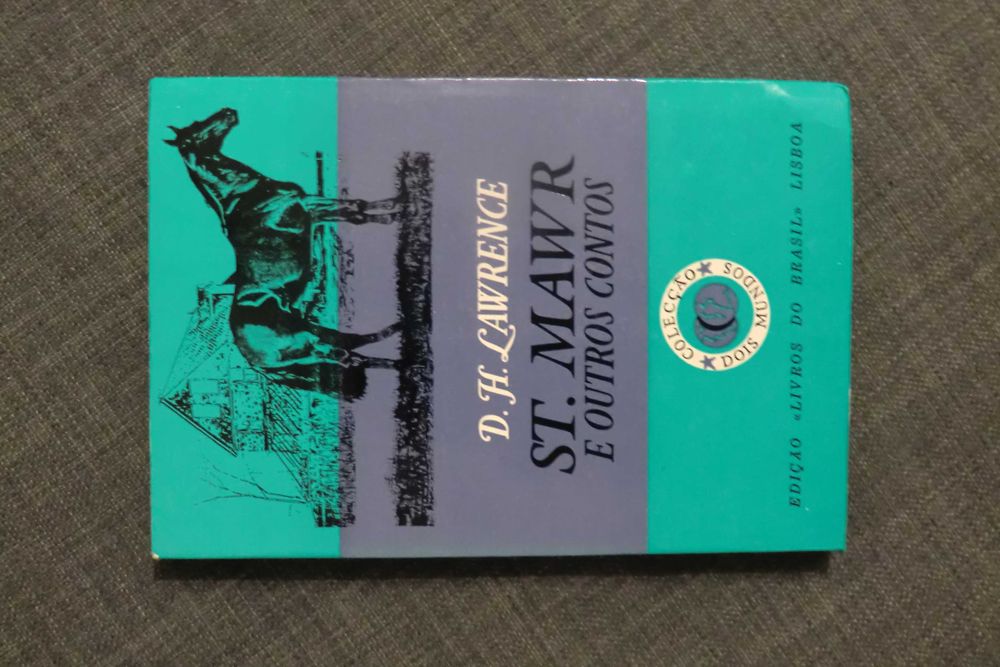 D. H. LAWRENCE
ST. MAWR
E OUTROS CONTOS
COLECÇÃO
DOIS MUNDOS
EDIÇÃO «LIVROS DO BRASIL» LISBOA